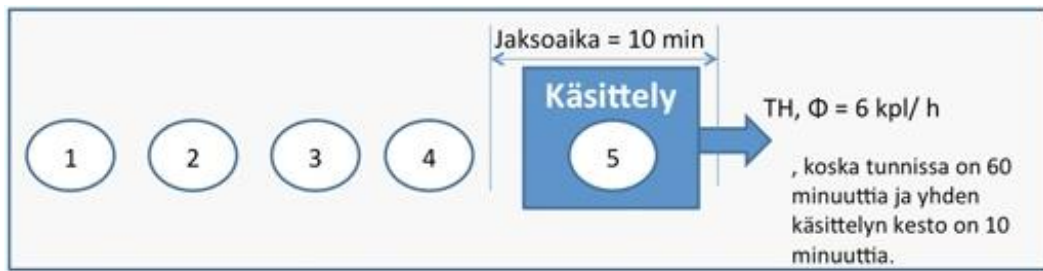 Jaksoaika = 10 min
Käsittely
TH, Φ = 6 kpl/ h
1 2 3 4 5
, koska tunnissa on 60
minuuttia ja yhden
käsittelyn kesto on 10
minuuttia.